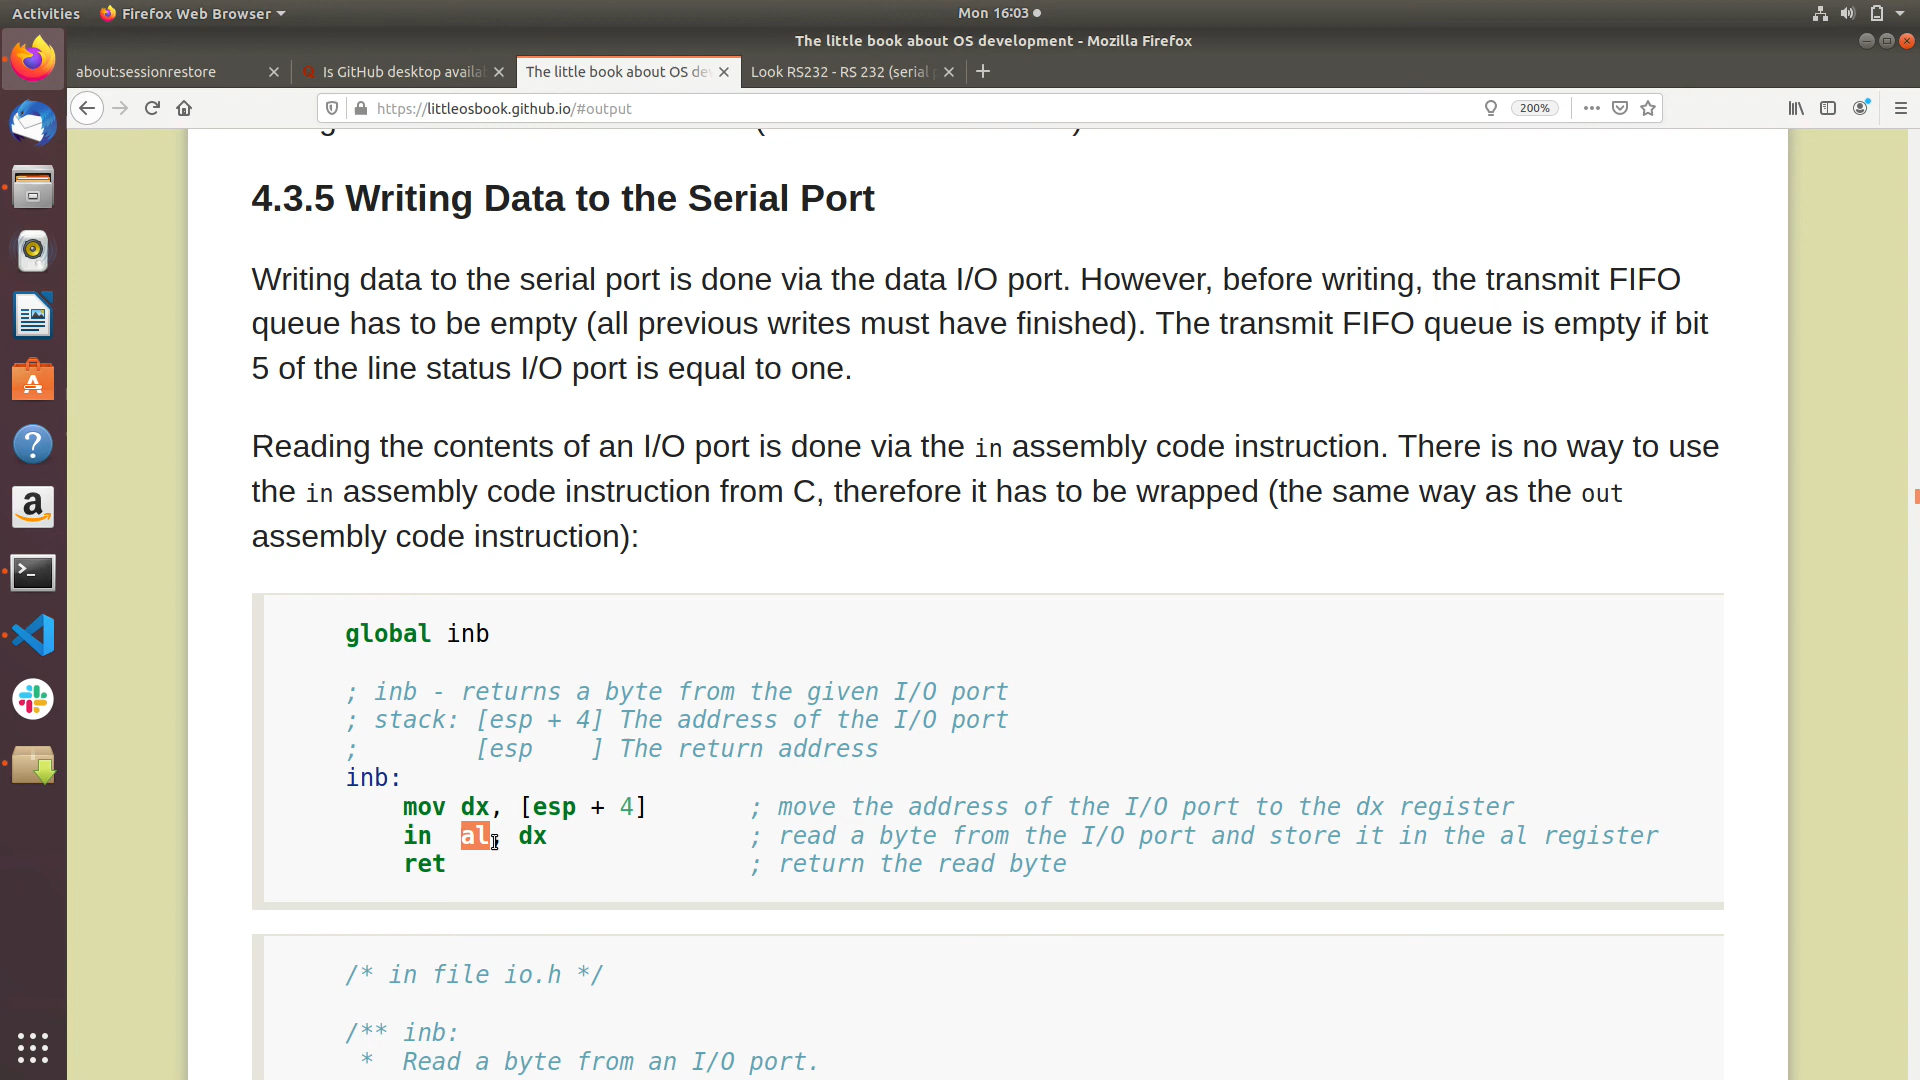 Activities Firefox Web Browser Mon 16:03
The little book about OS development - Mozilla Firefox
about:sessionrestore Is GitHub desktop availa The little book about OS de Look RS232 - RS 232 (serial
https://littleosbook.github.io/#output 200%
4.3.5 Writing Data to the Serial Port
Writing data to the serial port is done via the data I/O port. However, before writing, the transmit FIFO
queue has to be empty (all previous writes must have finished). The transmit FIFO queue is empty if bit
5 of the line status I/O port is equal to one.
Reading the contents of an I/O port is done via the in assembly code instruction. There is no way to use
the in assembly code instruction from C, therefore it has to be wrapped (the same way as the out
assembly code instruction):
global inb
; inb - returns a byte from the given I/O port
; stack: [esp + 4] The address of the I/O port
; [esp ] The return address
inb:
mov dx, [esp + 4] ; move the address of the I/O port to the dx register
in al, dx ; read a byte from the I/O port and store it in the al register
ret ; return the read byte
/* in file io.h */
/** inb:
* Read a byte from an I/O port.